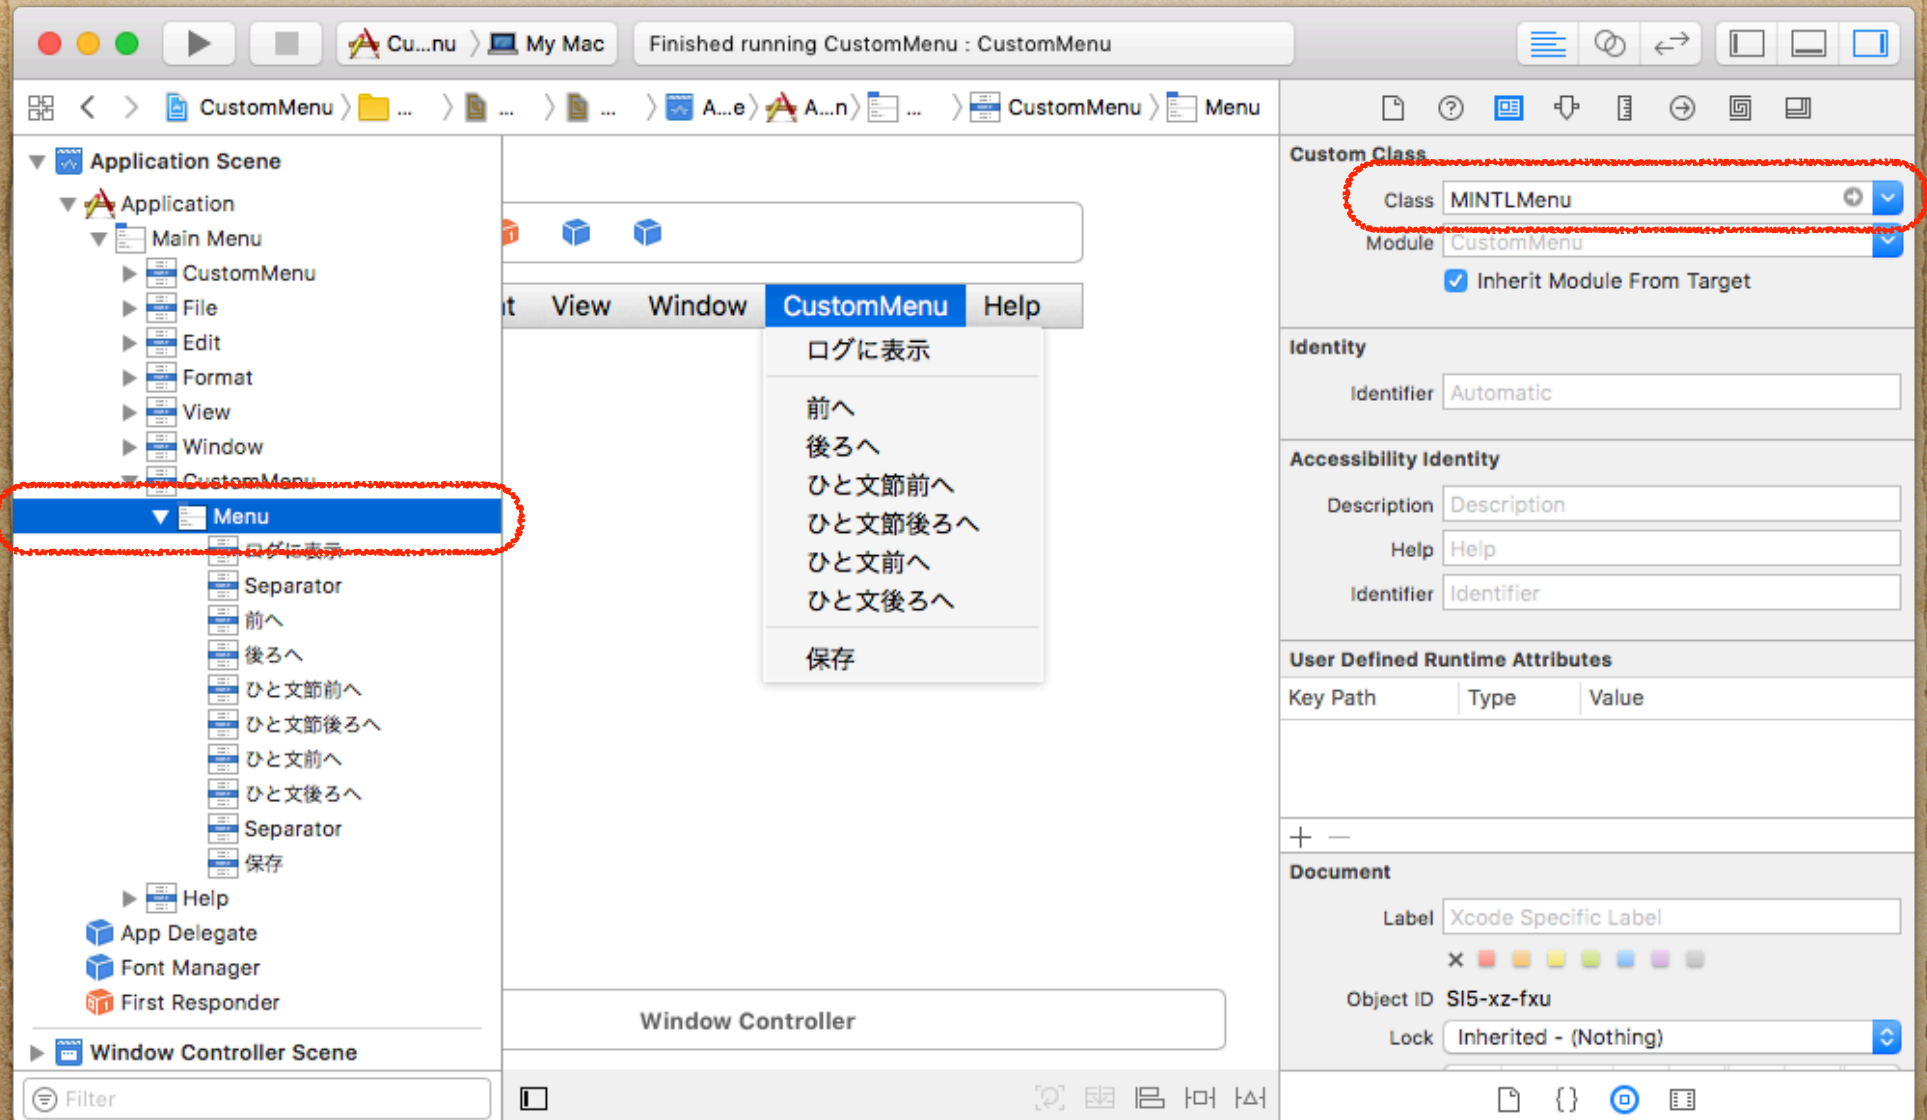 Cu...nu
My Mac
Finished running CustomMenu : CustomMenu
CustomMenu
...
...
...
A...e
A...n
...
CustomMenu
Menu
Application Scene
Application
Main Menu
CustomMenu
File
Edit
Format
View
Window
CustomMenu
Menu
ログに表示
Separator
前へ
後ろへ
ひと文節前へ
ひと文節後ろへ
ひと文前へ
ひと文後ろへ
Separator
保存
Help
App Delegate
Font Manager
First Responder
Window Controller Scene
Filter
View Window CustomMenu Help
ログに表示
前へ
後ろへ
ひと文節前へ
ひと文節後ろへ
ひと文前へ
ひと文後ろへ
保存
Window Controller
Custom Class
Class MINTLMenu
Module CustomMenu
Inherit Module From Target
Identity
Identifier Automatic
Accessibility Identity
Description Description
Help Help
Identifier Identifier
User Defined Runtime Attributes
Key Path Type Value
Document
Label Xcode Specific Label
Object ID SI5-xz-fxu
Lock Inherited - (Nothing)